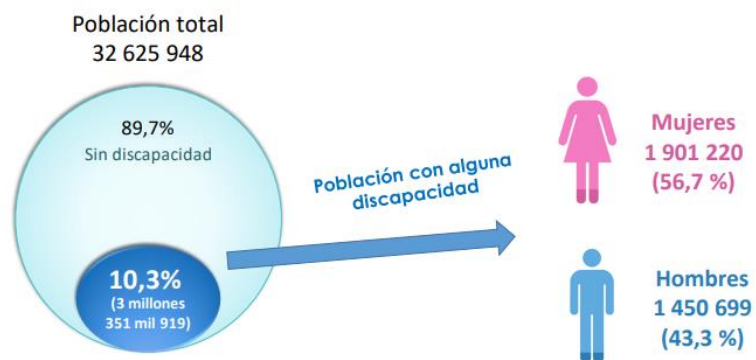 Población total
32 625 948
89,7%
Sin discapacidad
10,3%
(3 millones
351 mil 919)
Población con alguna
discapacidad
Mujeres
1 901 220
(56,7 %)
Hombres
1 450 699
(43,3 %)